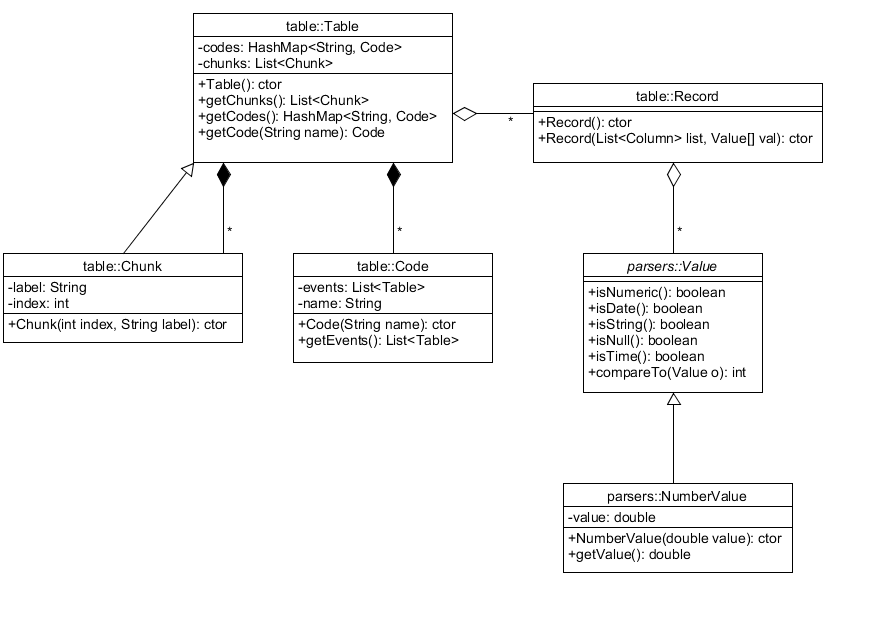 table::Table
-codes: HashMap<String, Code>
-chunks: List<Chunk>
+Table(): ctor
+getChunks(): List<Chunk>
+getCodes(): HashMap<String, Code>
+getCode(String name): Code
*
table::Record
+Record(): ctor
+Record(List<Column> list, Value[] val): ctor
*
*
*
table::Chunk
-label: String
-index: int
+Chunk(int index, String label): ctor
table::Code
-events: List<Table>
-name: String
+Code(String name): ctor
+getEvents(): List<Table>
parsers::Value
+isNumeric(): boolean
+isDate(): boolean
+isString(): boolean
+isNull(): boolean
+isTime(): boolean
+compareTo(Value o): int
parsers::NumberValue
-value: double
+NumberValue(double value): ctor
+getValue(): double